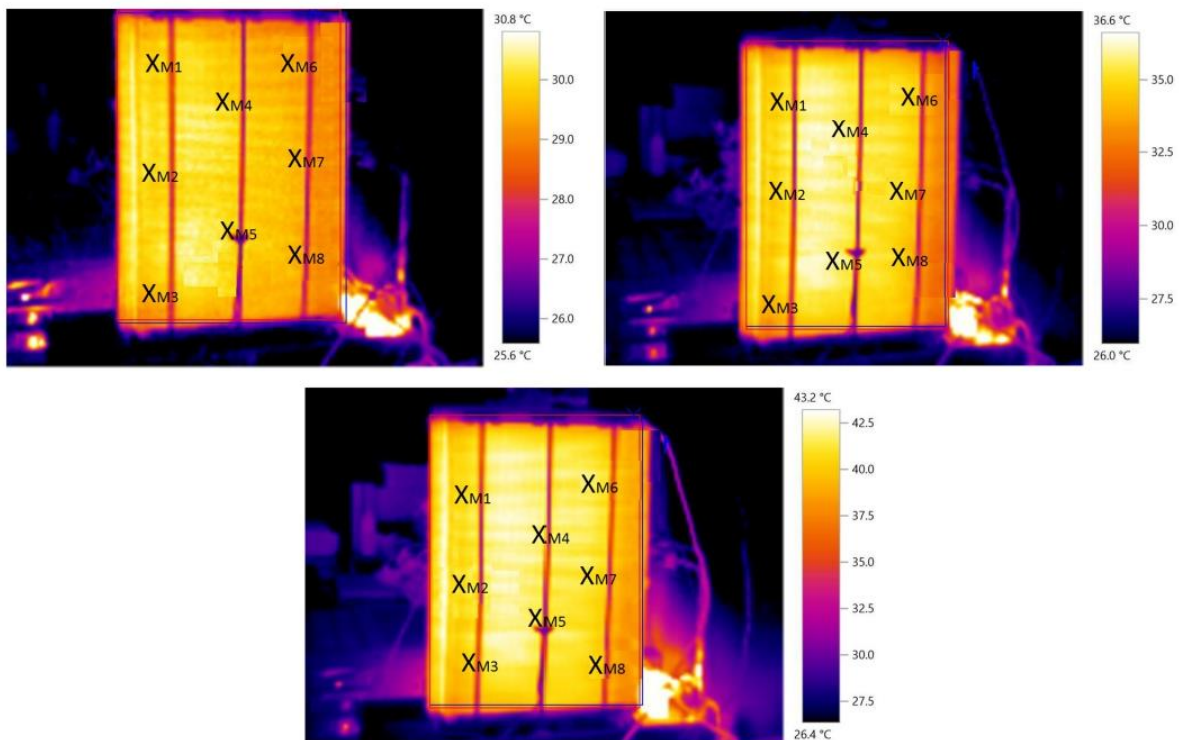 30.8 °C
30.0
29.0
28.0
27.0
26.0
25.6 °C
XM1
XM6
XM4
XM7
XM2
XM5
XM8
XM3
36.6 °C
35.0
32.5
30.0
27.5
26.0 °C
XM1
XM6
XM4
XM2
XM7
XM5
XM8
XM3
43.2 °C
42.5
40.0
37.5
35.0
32.5
30.0
27.5
26.4 °C
XM1
XM6
XM4
XM2
XM7
XM5
XM3
XM8